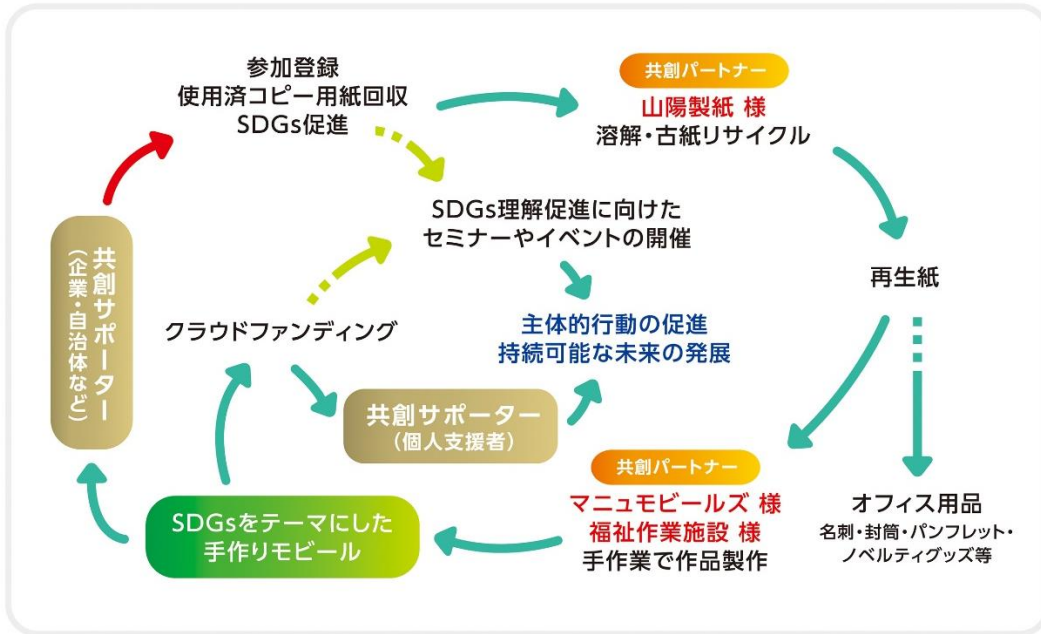 参加登録
使用済コピー用紙回収
SDGs促進
共創パートナー
山陽製紙 様
溶解・古紙リサイクル
SDGs理解促進に向けた
セミナーやイベントの開催
再生紙
共創サポーター
（企業・自治体など）
クラウドファンディング
主体的行動の促進
持続可能な未来の発展
共創サポーター
（個人支援者）
共創パートナー
マニュモビールズ 様
福祉作業施設 様
手作業で作品製作
オフィス用品
名刺・封筒・パンフレット・
ノベルティグッズ等
SDGsをテーマにした
手作りモビール